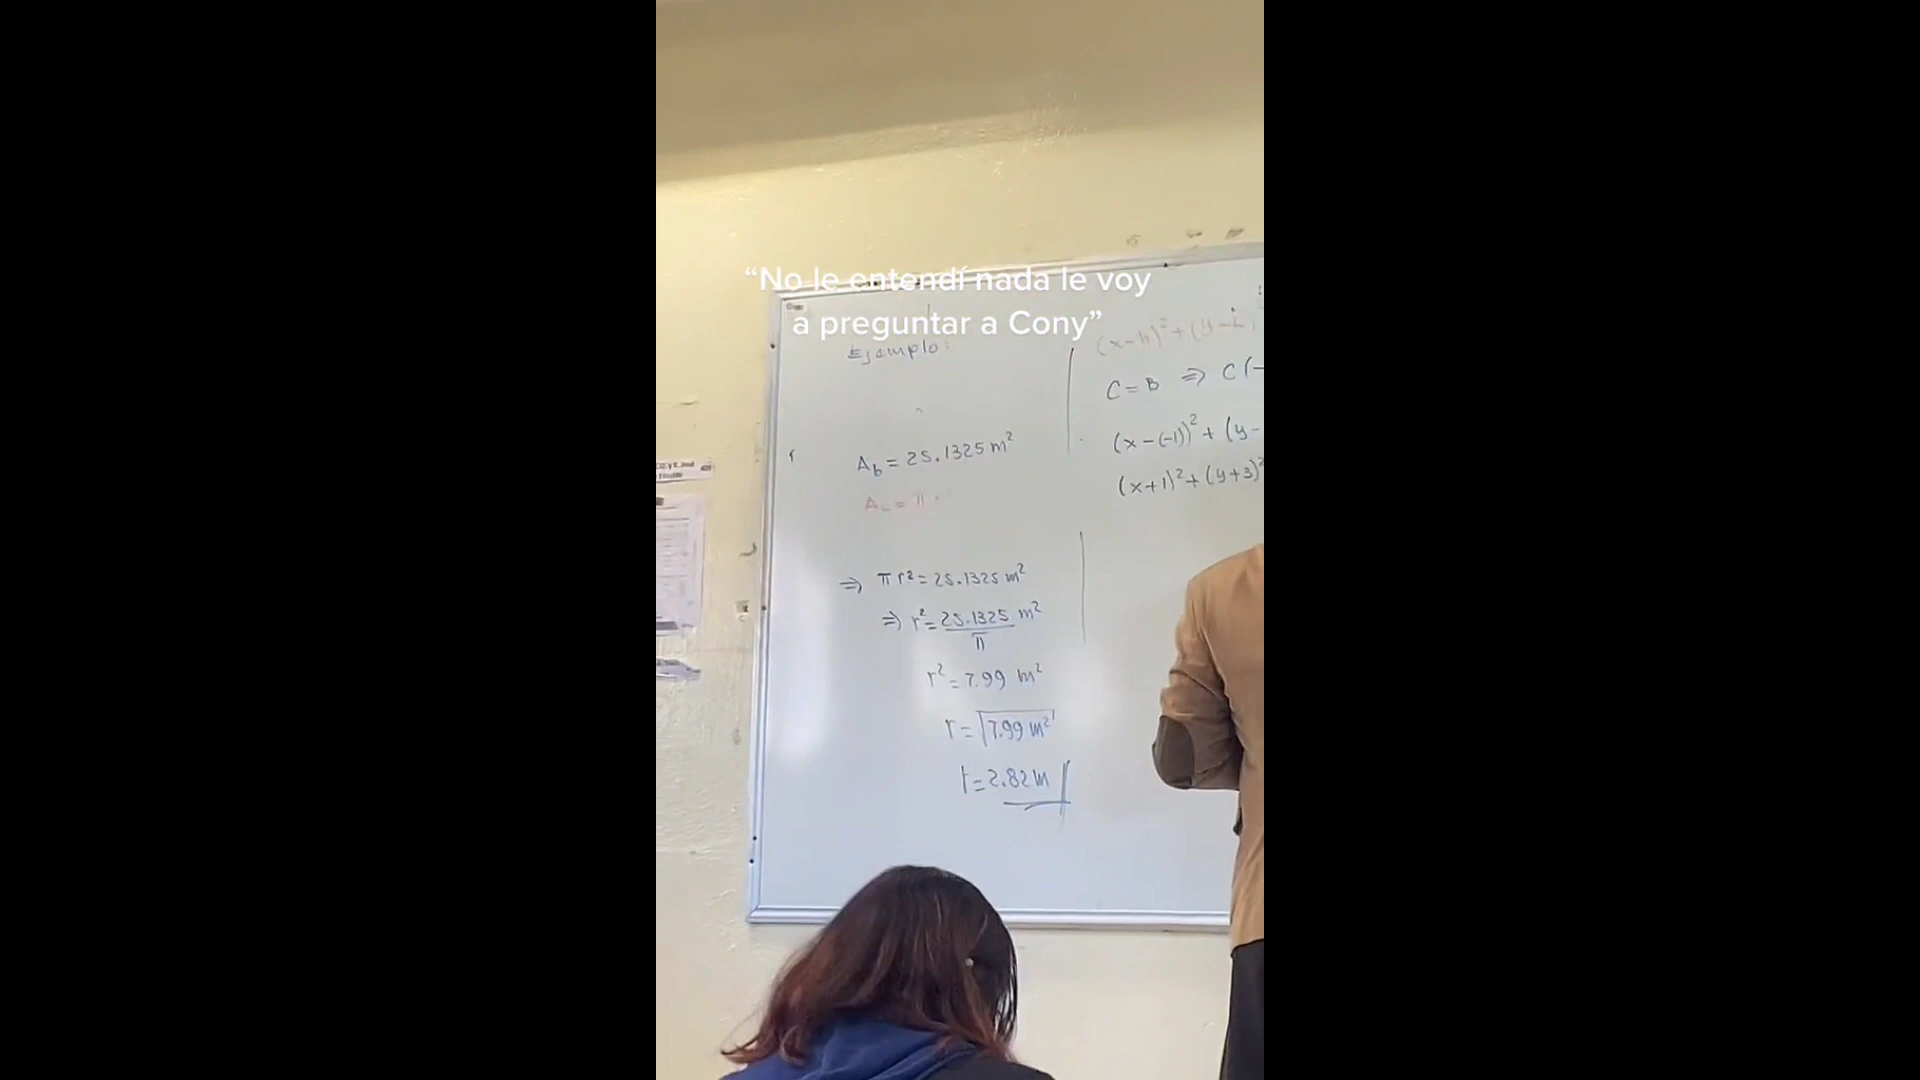 “No le entendí nada le voy
a preguntar a Cony”
Ejemplo:
A_b = 25.1325 m²
⇒ π r² = 25.1325 m²
⇒ r² = 25.1325 m²
π
r² = 7.99 m²
r = √7.99 m²
r = 2.82 m
C = B ⇒ C(-
(x-(-1))² + (y-
(x+1)² + (y+3)²